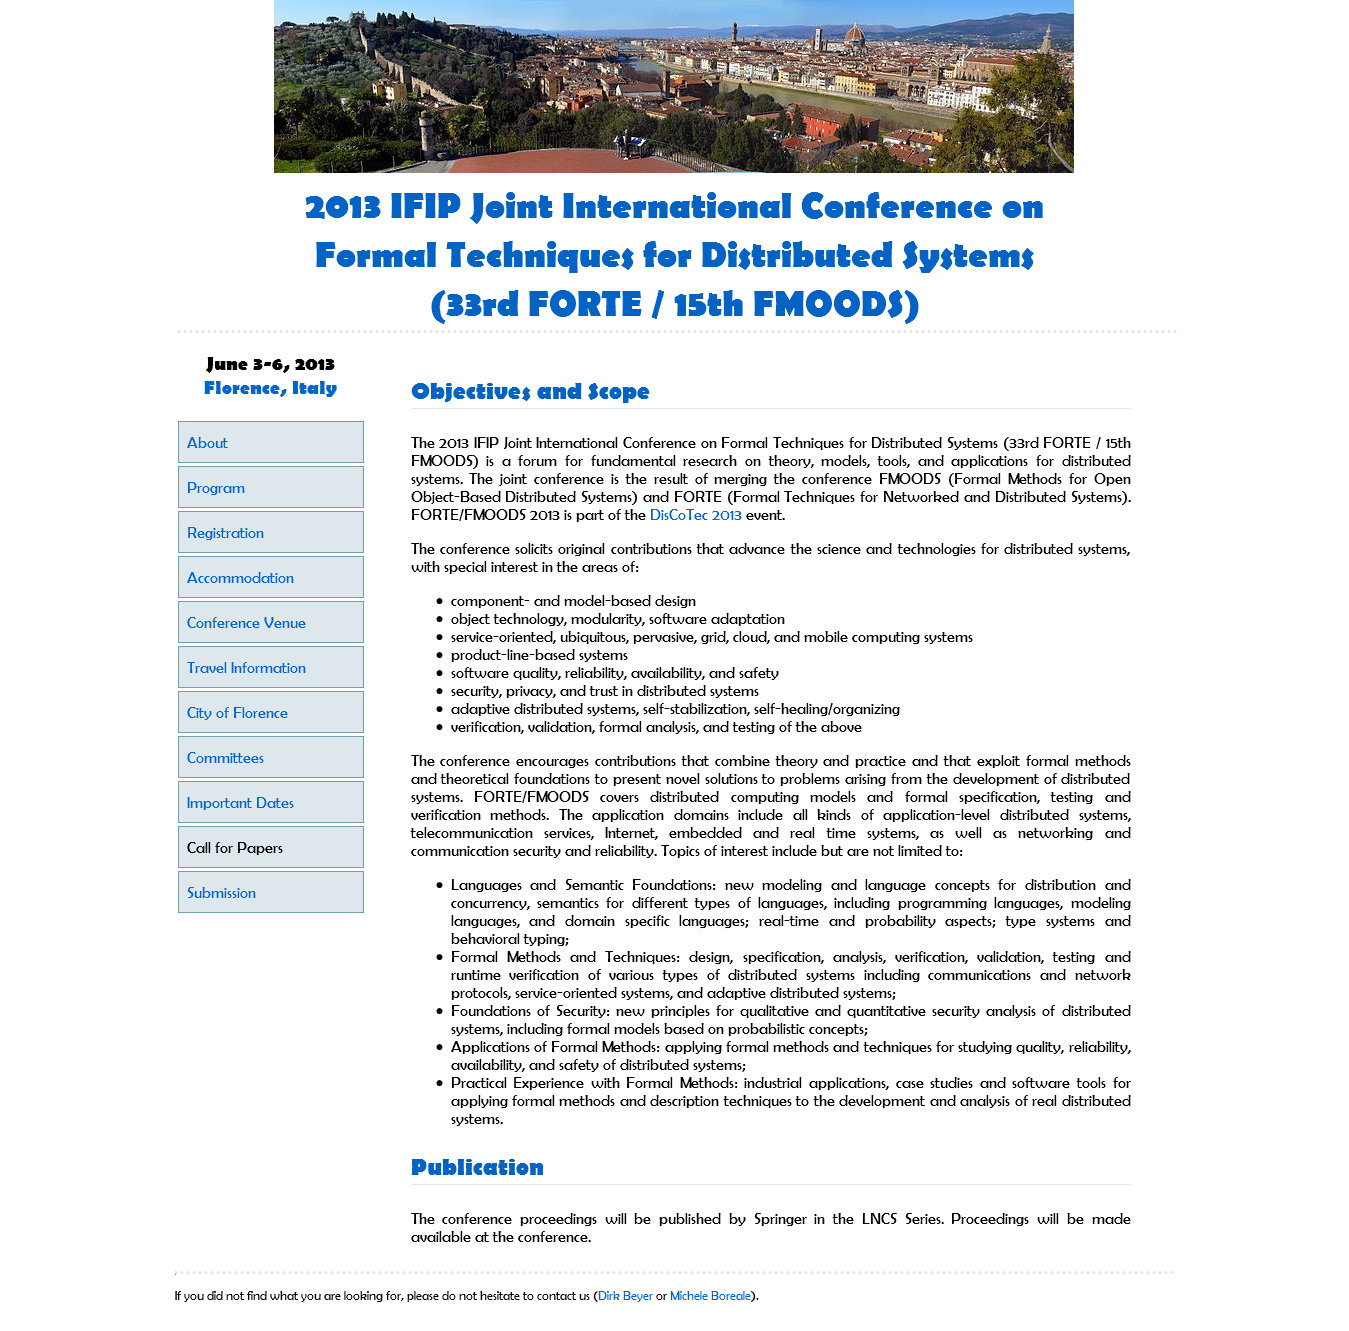 2013 IFIP Joint International Conference on
Formal Techniques for Distributed Systems
(33rd FORTE / 15th FMOODS)
June 3-6, 2013
Florence, Italy
About
Program
Registration
Accommodation
Conference Venue
Travel Information
City of Florence
Committees
Important Dates
Call for Papers
Submission
Objectives and Scope
The 2013 IFIP Joint International Conference on Formal Techniques for Distributed Systems (33rd FORTE / 15th
FMOODS) is a forum for fundamental research on theory, models, tools, and applications for distributed
systems. The joint conference is the result of merging the conference FMOODS (Formal Methods for Open
Object-Based Distributed Systems) and FORTE (Formal Techniques for Networked and Distributed Systems).
FORTE/FMOODS 2013 is part of the DisCoTec 2013 event.
The conference solicits original contributions that advance the science and technologies for distributed systems,
with special interest in the areas of:
• component- and model-based design
• object technology, modularity, software adaptation
• service-oriented, ubiquitous, pervasive, grid, cloud, and mobile computing systems
• product-line-based systems
• software quality, reliability, availability, and safety
• security, privacy, and trust in distributed systems
• adaptive distributed systems, self-stabilization, self-healing/organizing
• verification, validation, formal analysis, and testing of the above
The conference encourages contributions that combine theory and practice and that exploit formal methods
and theoretical foundations to present novel solutions to problems arising from the development of distributed
systems. FORTE/FMOODS covers distributed computing models and formal specification, testing and
verification methods. The application domains include all kinds of application-level distributed systems,
telecommunication services, Internet, embedded and real time systems, as well as networking and
communication security and reliability. Topics of interest include but are not limited to:
• Languages and Semantic Foundations: new modeling and language concepts for distribution and
concurrency, semantics for different types of languages, including programming languages, modeling
languages, and domain specific languages; real-time and probability aspects; type systems and
behavioral typing;
• Formal Methods and Techniques: design, specification, analysis, verification, validation, testing and
runtime verification of various types of distributed systems including communications and network
protocols, service-oriented systems, and adaptive distributed systems;
• Foundations of Security: new principles for qualitative and quantitative security analysis of distributed
systems, including formal models based on probabilistic concepts;
• Applications of Formal Methods: applying formal methods and techniques for studying quality, reliability,
availability, and safety of distributed systems;
• Practical Experience with Formal Methods: industrial applications, case studies and software tools for
applying formal methods and description techniques to the development and analysis of real distributed
systems.
Publication
The conference proceedings will be published by Springer in the LNCS Series. Proceedings will be made
available at the conference.
If you did not find what you are looking for, please do not hesitate to contact us (Dirk Beyer or Michele Boreale).